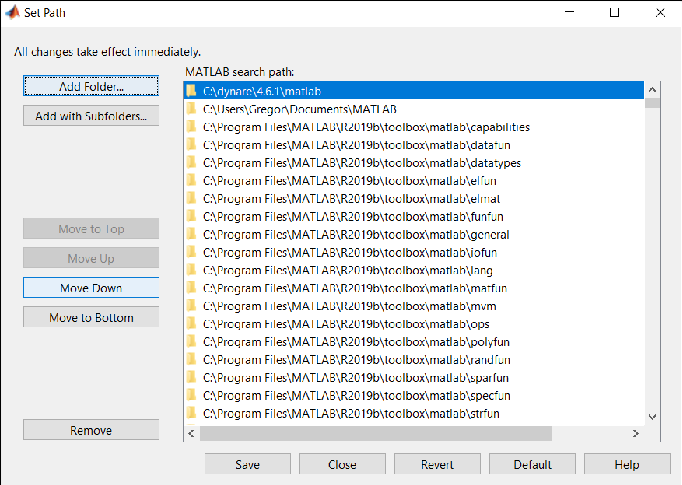 Set Path
All changes take effect immediately.
MATLAB search path:
Add Folder...
Add with Subfolders...
Move to Top
Move Up
Move Down
Move to Bottom
Remove
C:\dynare\4.6.1\matlab
C:\Users\Gregor\Documents\MATLAB
C:\Program Files\MATLAB\R2019b\toolbox\matlab\capabilities
C:\Program Files\MATLAB\R2019b\toolbox\matlab\datafun
C:\Program Files\MATLAB\R2019b\toolbox\matlab\datatypes
C:\Program Files\MATLAB\R2019b\toolbox\matlab\elfun
C:\Program Files\MATLAB\R2019b\toolbox\matlab\elmat
C:\Program Files\MATLAB\R2019b\toolbox\matlab\funfun
C:\Program Files\MATLAB\R2019b\toolbox\matlab\general
C:\Program Files\MATLAB\R2019b\toolbox\matlab\iofun
C:\Program Files\MATLAB\R2019b\toolbox\matlab\lang
C:\Program Files\MATLAB\R2019b\toolbox\matlab\matfun
C:\Program Files\MATLAB\R2019b\toolbox\matlab\mvm
C:\Program Files\MATLAB\R2019b\toolbox\matlab\ops
C:\Program Files\MATLAB\R2019b\toolbox\matlab\polyfun
C:\Program Files\MATLAB\R2019b\toolbox\matlab\randfun
C:\Program Files\MATLAB\R2019b\toolbox\matlab\sparfun
C:\Program Files\MATLAB\R2019b\toolbox\matlab\specfun
C:\Program Files\MATLAB\R2019b\toolbox\matlab\strfun
Save
Close
Revert
Default
Help